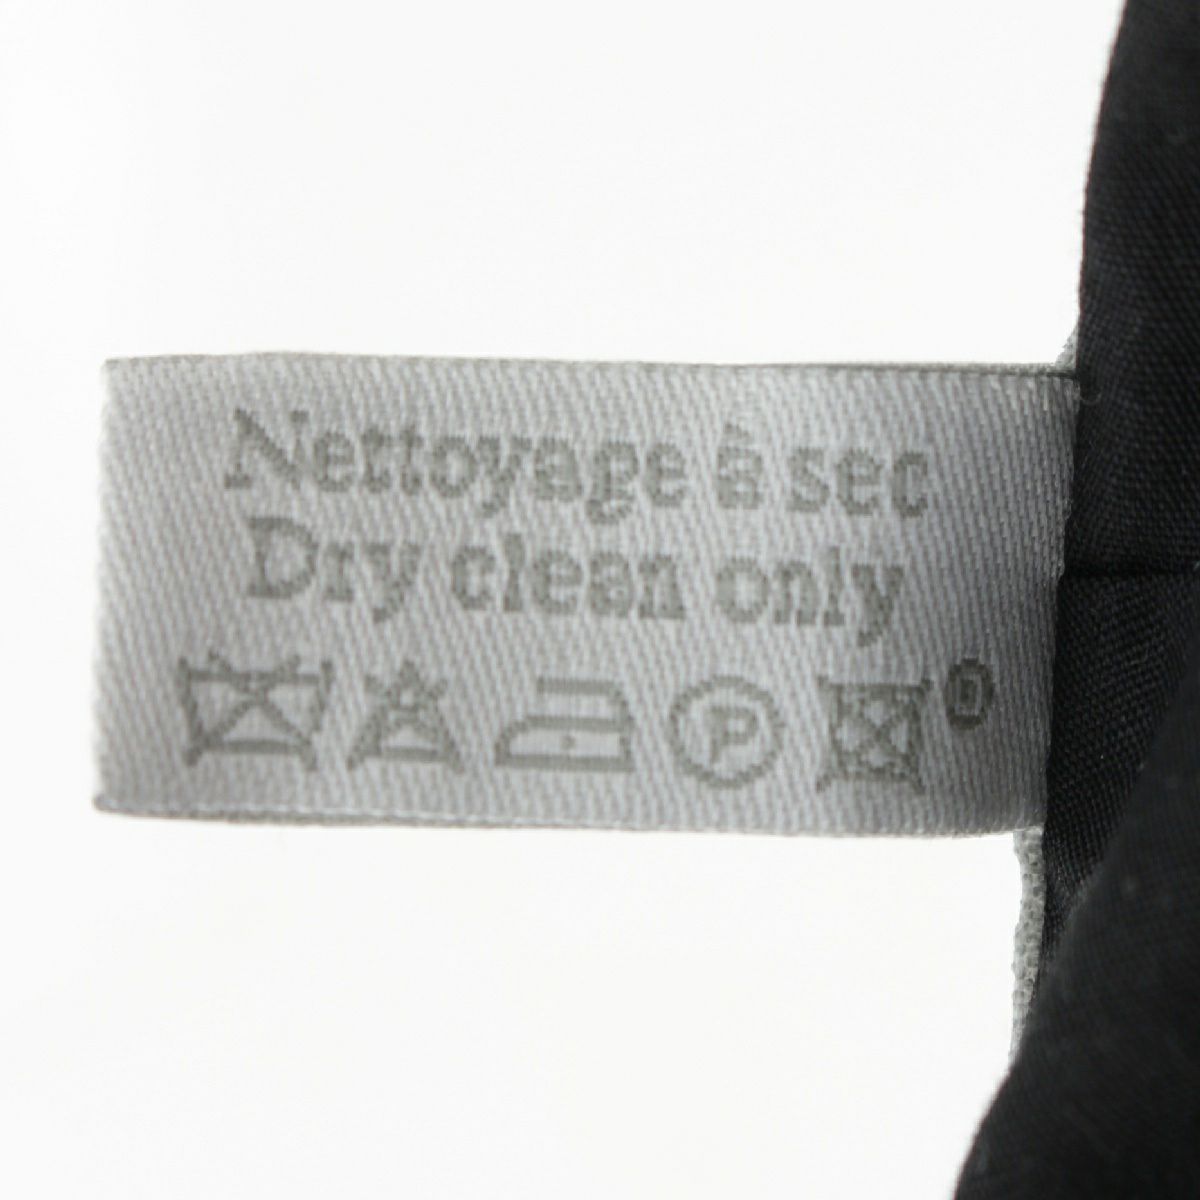 Nettoyage à sec
Dry clean only
P D